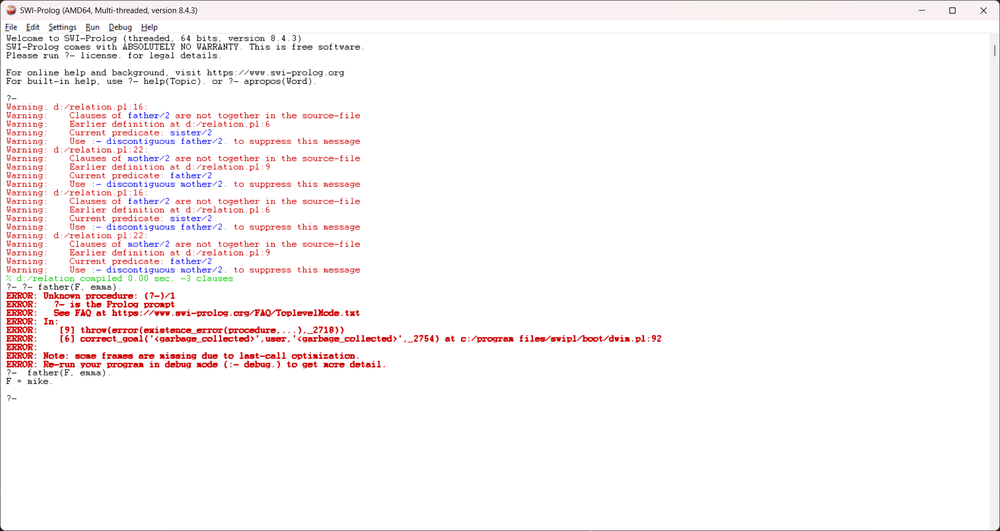 SWI-Prolog (AMD64, Multi-threaded, version 8.4.3)
File Edit Settings Run Debug Help
Welcome to SWI-Prolog (threaded, 64 bits, version 8.4.3)
SWI-Prolog comes with ABSOLUTELY NO WARRANTY. This is free software.
Please run ?- license. for legal details.
For online help and background, visit https://www.swi-prolog.org
For built-in help, use ?- help(Topic). or ?- apropos(Word).
?-
Warning: d:/relation.pl:16:
Warning:    Clauses of father/2 are not together in the source-file
Warning:    Earlier definition at d:/relation.pl:6
Warning:    Current predicate: sister/2
Warning:    Use :- discontiguous father/2. to suppress this message
Warning: d:/relation.pl:22:
Warning:    Clauses of mother/2 are not together in the source-file
Warning:    Earlier definition at d:/relation.pl:9
Warning:    Current predicate: father/2
Warning:    Use :- discontiguous mother/2. to suppress this message
Warning: d:/relation.pl:16:
Warning:    Clauses of father/2 are not together in the source-file
Warning:    Earlier definition at d:/relation.pl:6
Warning:    Current predicate: sister/2
Warning:    Use :- discontiguous father/2. to suppress this message
Warning: d:/relation.pl:22:
Warning:    Clauses of mother/2 are not together in the source-file
Warning:    Earlier definition at d:/relation.pl:9
Warning:    Current predicate: father/2
Warning:    Use :- discontiguous mother/2. to suppress this message
% d:/relation compiled 0.00 sec, -3 clauses
?- ?- father(F, emma).
ERROR: Unknown procedure: (?-)/1
ERROR:   ?- is the Prolog prompt
ERROR:   See FAQ at https://www.swi-prolog.org/FAQ/ToplevelMode.txt
ERROR: In:
ERROR:    [9] throw(error(existence_error(procedure,...),_2718))
ERROR:    [6] correct_goal('<garbage_collected>',user,'<garbage_collected>',_2754) at c:/program files/swipl/boot/dwim.pl:92
ERROR:
ERROR: Note: some frames are missing due to last-call optimization.
ERROR: Re-run your program in debug mode (:- debug.) to get more detail.
?-  father(F, emma).
F = mike.
?-